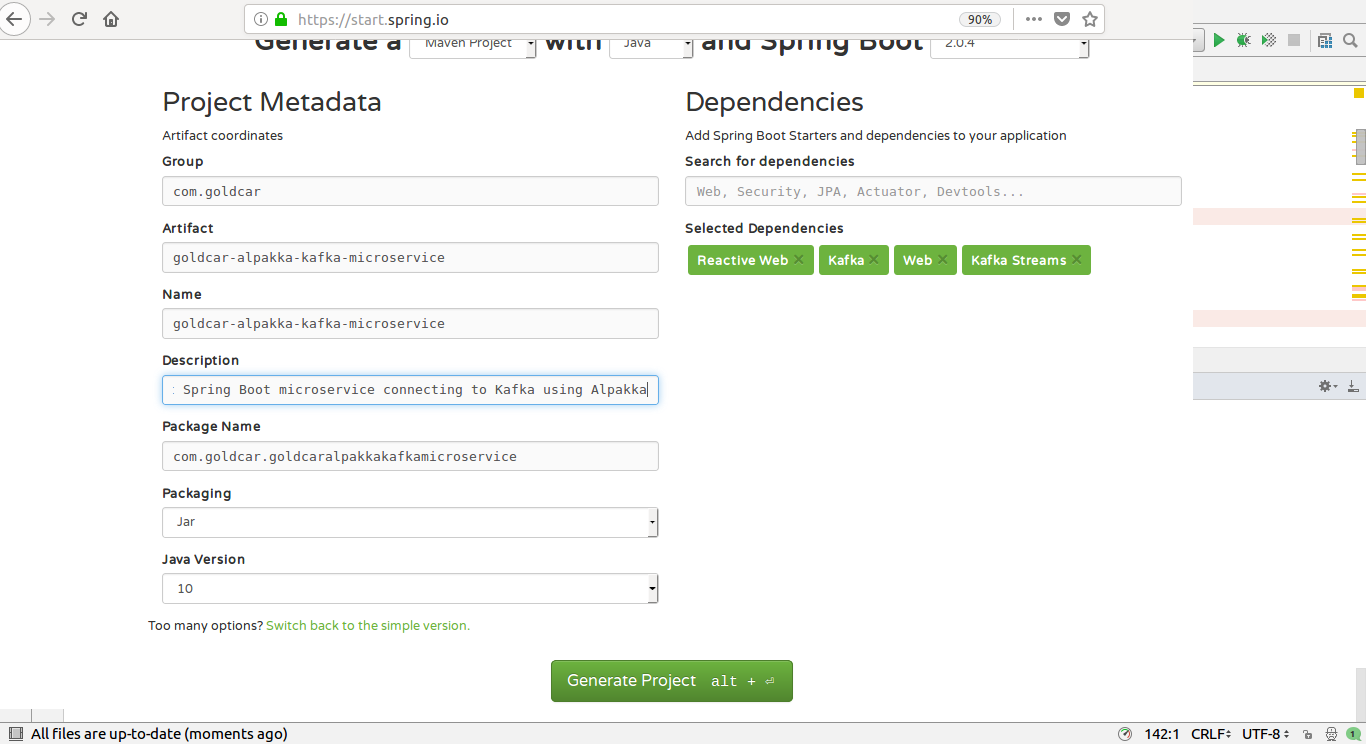 https://start.spring.io 90%
Generate a Maven Project with Java and Spring Boot 2.0.4
Project Metadata
Artifact coordinates
Group
com.goldcar
Artifact
goldcar-alpakka-kafka-microservice
Name
goldcar-alpakka-kafka-microservice
Description
: Spring Boot microservice connecting to Kafka using Alpakka
Package Name
com.goldcar.goldcaralpakkakafkamicroservice
Packaging
Jar
Java Version
10
Too many options? Switch back to the simple version.
Dependencies
Add Spring Boot Starters and dependencies to your application
Search for dependencies
Web, Security, JPA, Actuator, Devtools...
Selected Dependencies
Reactive Web Kafka Web Kafka Streams
Generate Project alt + ⏎
All files are up-to-date (moments ago) 142:1 CRLF UTF-8 1